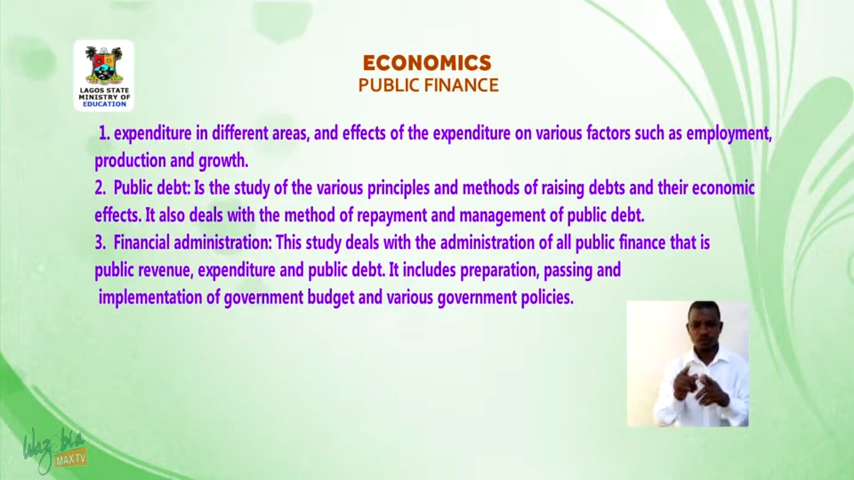 LAGOS STATE
MINISTRY OF
EDUCATION
ECONOMICS
PUBLIC FINANCE
1. expenditure in different areas, and effects of the expenditure on various factors such as employment,
production and growth.
2. Public debt: Is the study of the various principles and methods of raising debts and their economic
effects. It also deals with the method of repayment and management of public debt.
3. Financial administration: This study deals with the administration of all public finance that is
public revenue, expenditure and public debt. It includes preparation, passing and
implementation of government budget and various government policies.
Waz bia
MAX TV